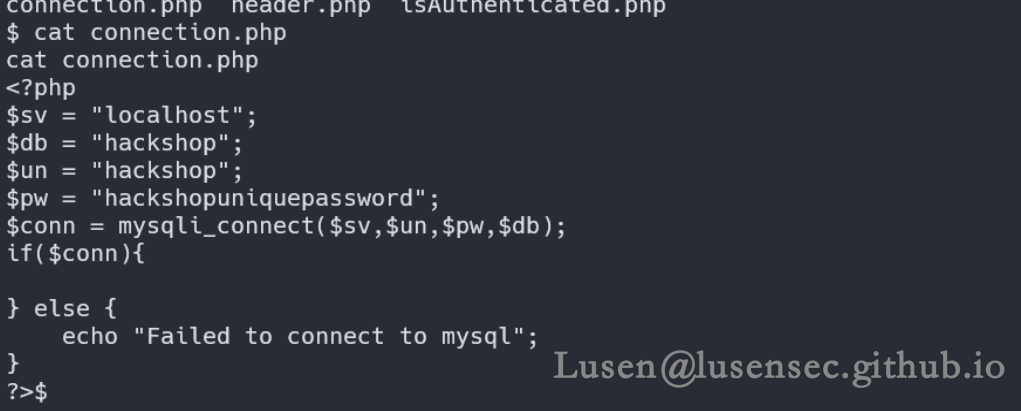 connection.php  header.php  isAuthenticated.php
$ cat connection.php
cat connection.php
<?php
$sv = "localhost";
$db = "hackshop";
$un = "hackshop";
$pw = "hackshopuniquepassword";
$conn = mysqli_connect($sv,$un,$pw,$db);
if($conn){

} else {
    echo "Failed to connect to mysql";
}
?>$
Lusen@lusensec.github.io